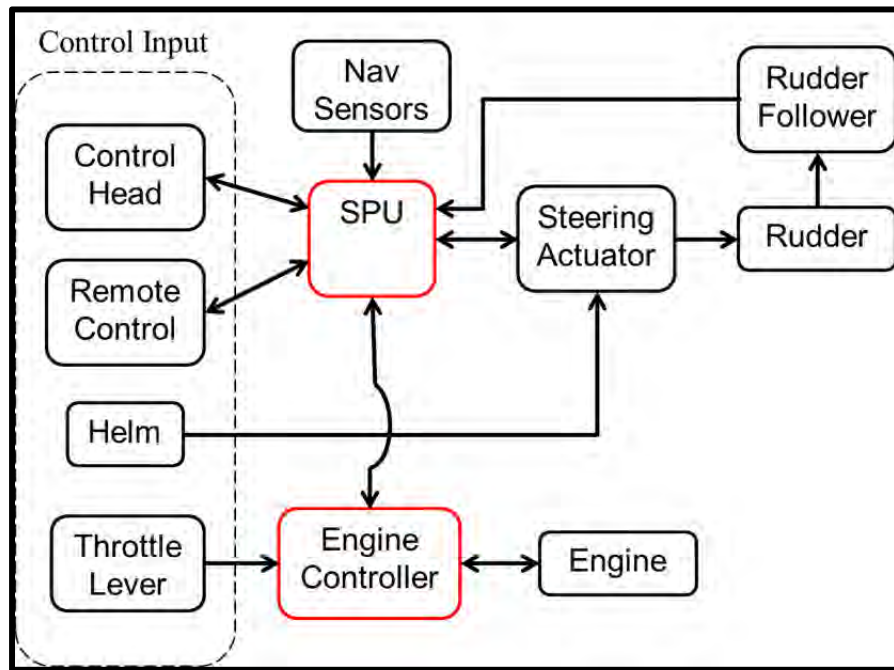 Control Input
Nav
Sensors
Rudder
Follower
Control
Head
SPU
Steering
Actuator
Rudder
Remote
Control
Helm
Throttle
Lever
Engine
Controller
Engine